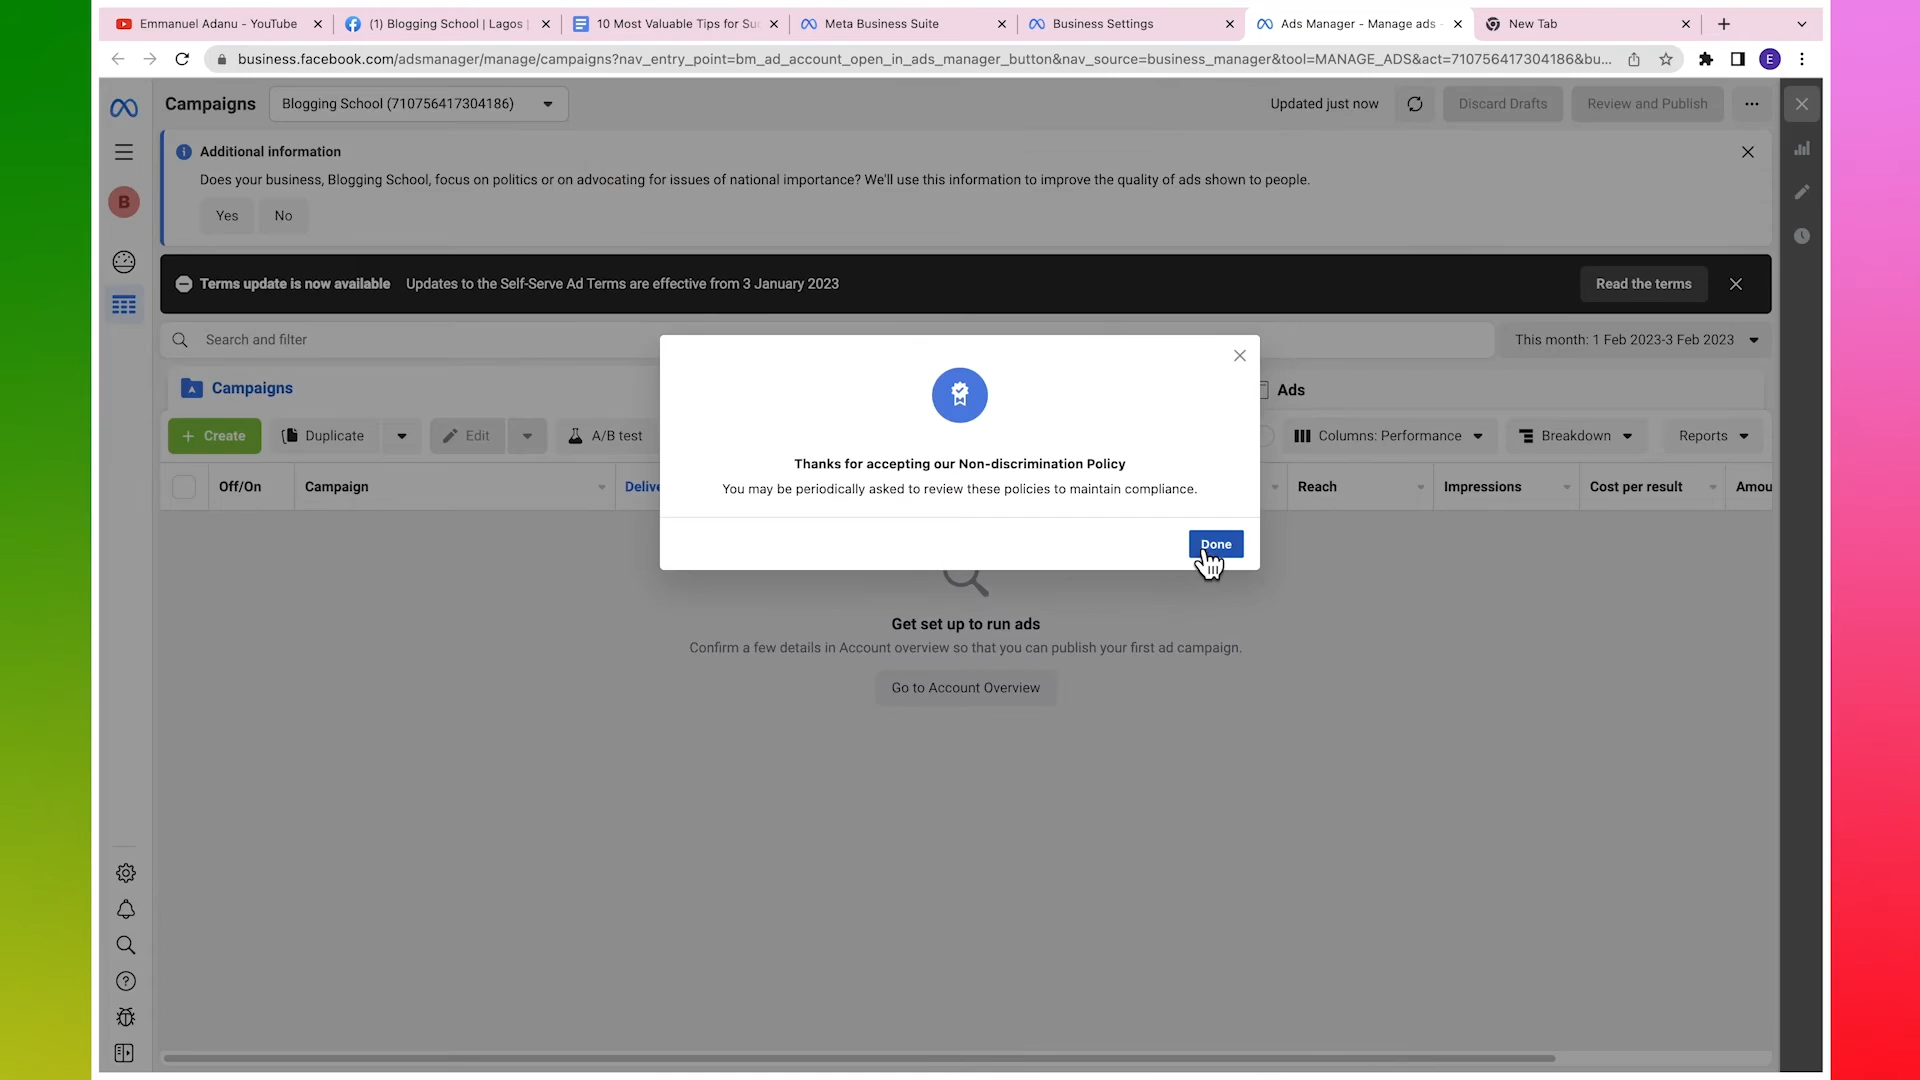 Emmanuel Adanu - YouTube
(1) Blogging School | Lagos |
10 Most Valuable Tips for Su
Meta Business Suite
Business Settings
Ads Manager - Manage ads -
New Tab
business.facebook.com/adsmanager/manage/campaigns?nav_entry_point=bm_ad_account_open_in_ads_manager_button&nav_source=business_manager&tool=MANAGE_ADS&act=710756417304186&bu...
E
Campaigns
Blogging School (710756417304186)
Updated just now
Discard Drafts
Review and Publish
Additional information
Does your business, Blogging School, focus on politics or on advocating for issues of national importance? We'll use this information to improve the quality of ads shown to people.
B
Yes
No
Terms update is now available
Updates to the Self-Serve Ad Terms are effective from 3 January 2023
Read the terms
Search and filter
This month: 1 Feb 2023-3 Feb 2023
Campaigns
Ads
+ Create
Duplicate
Edit
A/B test
Columns: Performance
Breakdown
Reports
Off/On
Campaign
Delive
Reach
Impressions
Cost per result
Amou
Thanks for accepting our Non-discrimination Policy
You may be periodically asked to review these policies to maintain compliance.
Done
Get set up to run ads
Confirm a few details in Account overview so that you can publish your first ad campaign.
Go to Account Overview